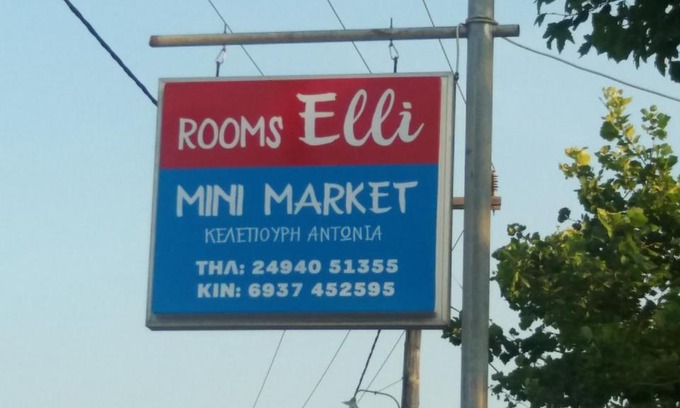 ROOMS Elli
MINI MARKET
ΚΕΛΕΠΟΥΡΗ ΑΝΤΩΝΙΑ
ΤΗΛ: 24940 51355
ΚΙΝ: 6937 452595